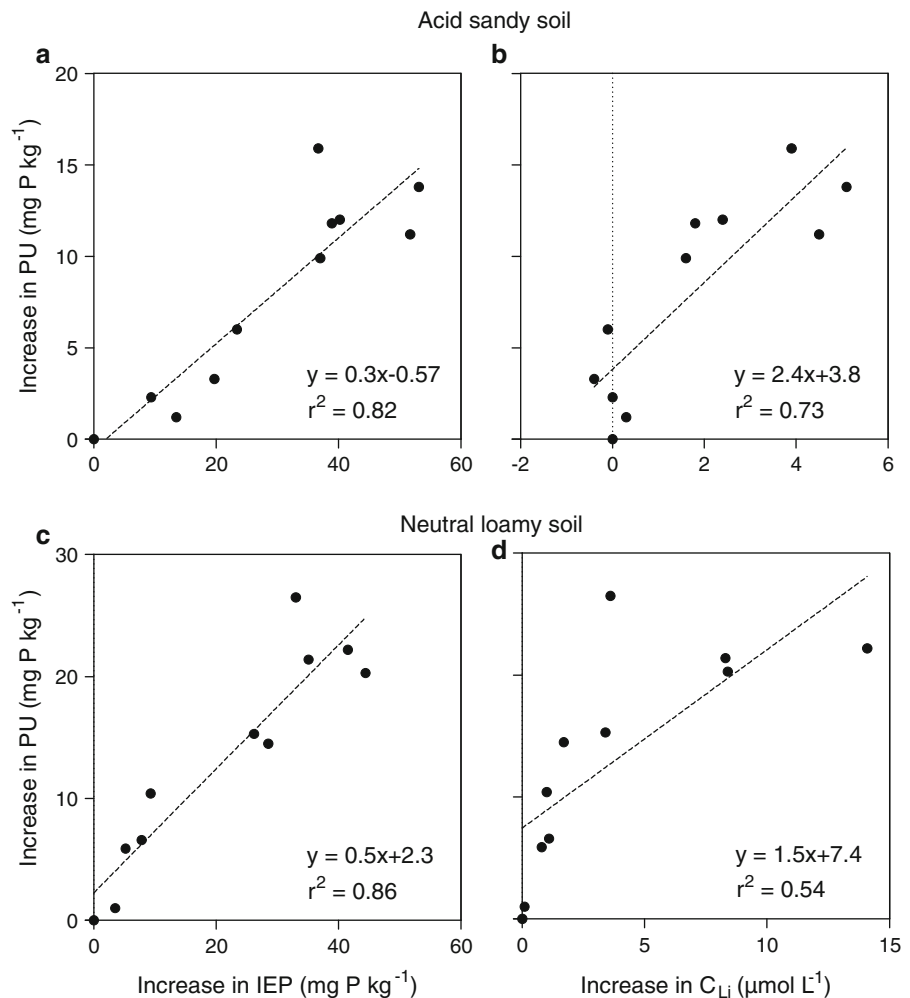 Acid sandy soil
a
b
20
15
10
5
0
Increase in PU (mg P kg⁻¹)
y = 0.3x-0.57
r² = 0.82
0 20 40 60
y = 2.4x+3.8
r² = 0.73
-2 0 2 4 6
Neutral loamy soil
c
d
30
20
10
0
Increase in PU (mg P kg⁻¹)
y = 0.5x+2.3
r² = 0.86
0 20 40 60
Increase in IEP (mg P kg⁻¹)
y = 1.5x+7.4
r² = 0.54
0 5 10 15
Increase in C_Li (μmol L⁻¹)